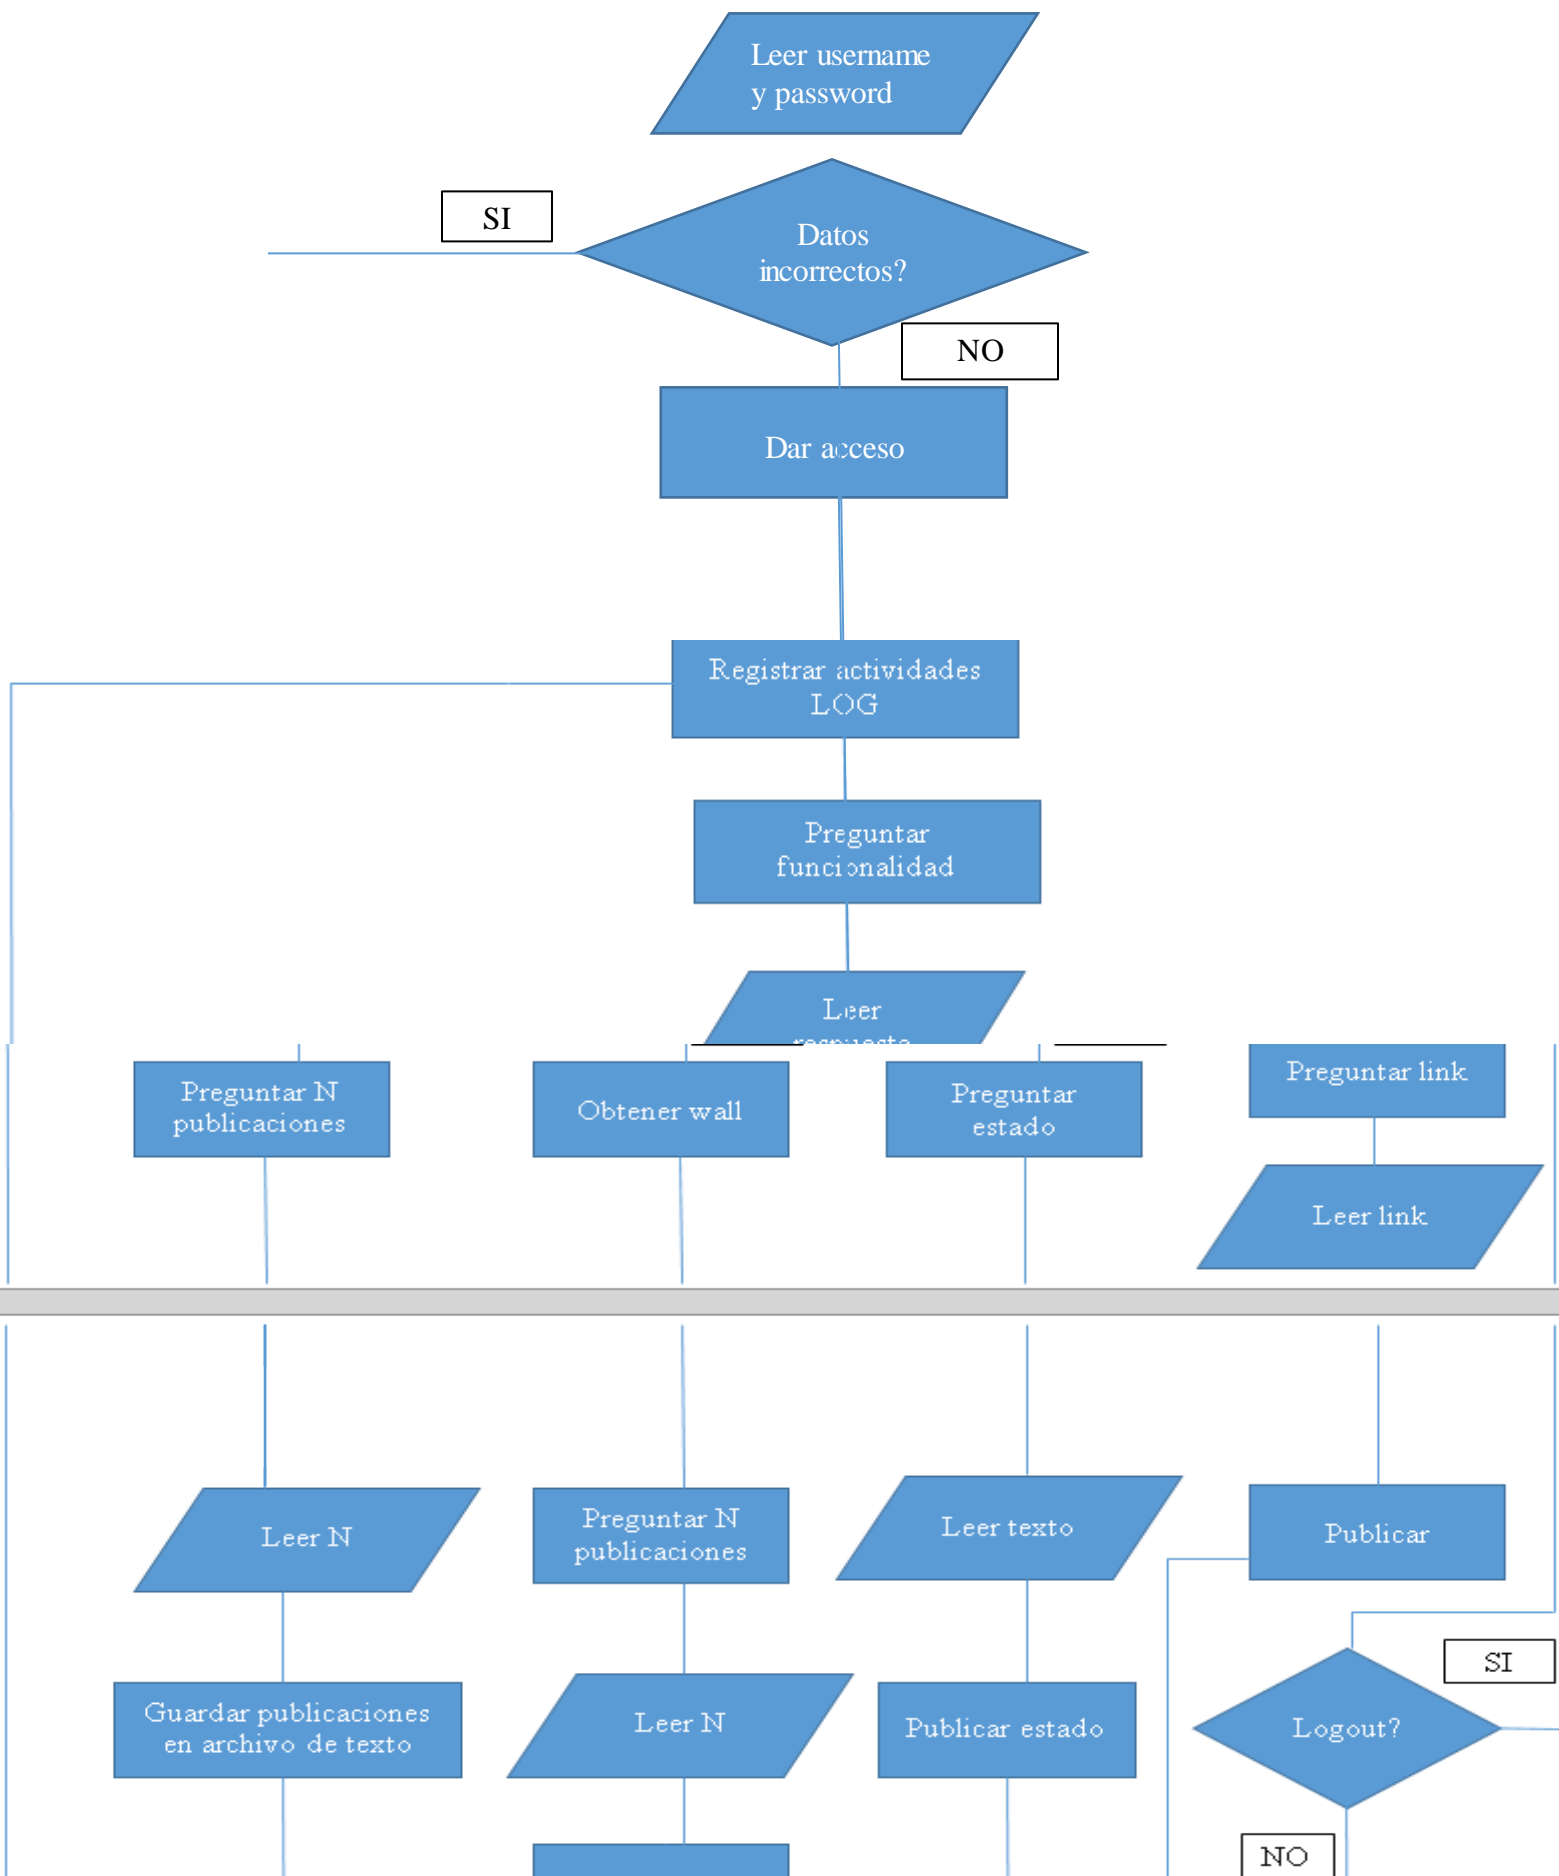 Leer username
y password
SI
Datos
incorrectos?
NO
Dar acceso
Registrar actividades
LOG
Preguntar
funcionalidad
Leer
Preguntar N
publicaciones
Obtener wall
Preguntar
estado
Preguntar link
Leer link
Leer N
Preguntar N
publicaciones
Leer texto
Publicar
SI
Guardar publicaciones
en archivo de texto
Leer N
Publicar estado
Logout?
NO